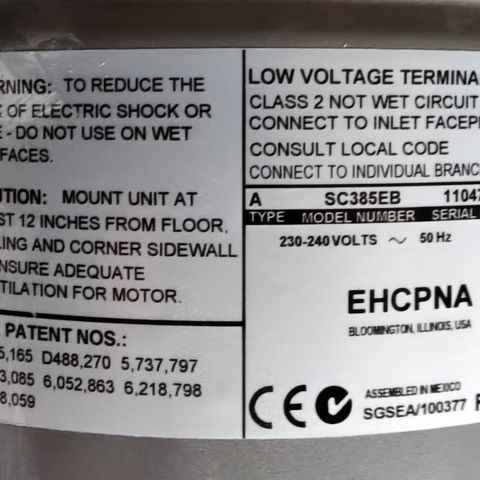 RNING: TO REDUCE THE
K OF ELECTRIC SHOCK OR
E - DO NOT USE ON WET
FACES.
UTION: MOUNT UNIT AT
ST 12 INCHES FROM FLOOR.
LING AND CORNER SIDEWALL
NSURE ADEQUATE
TILATION FOR MOTOR.
PATENT NOS.:
5,165 D488,270 5,737,797
3,085 6,052,863 6,218,798
8,059
LOW VOLTAGE TERMINA
CLASS 2 NOT WET CIRCUIT
CONNECT TO INLET FACEP
CONSULT LOCAL CODE
CONNECT TO INDIVIDUAL BRANC
A SC385EB 11047
TYPE MODEL NUMBER SERIAL
230-240 VOLTS ~ 50 Hz
EHCPNA
BLOOMINGTON, ILLINOIS, USA
CE ASSEMBLED IN MEXICO
SGSEA/100377